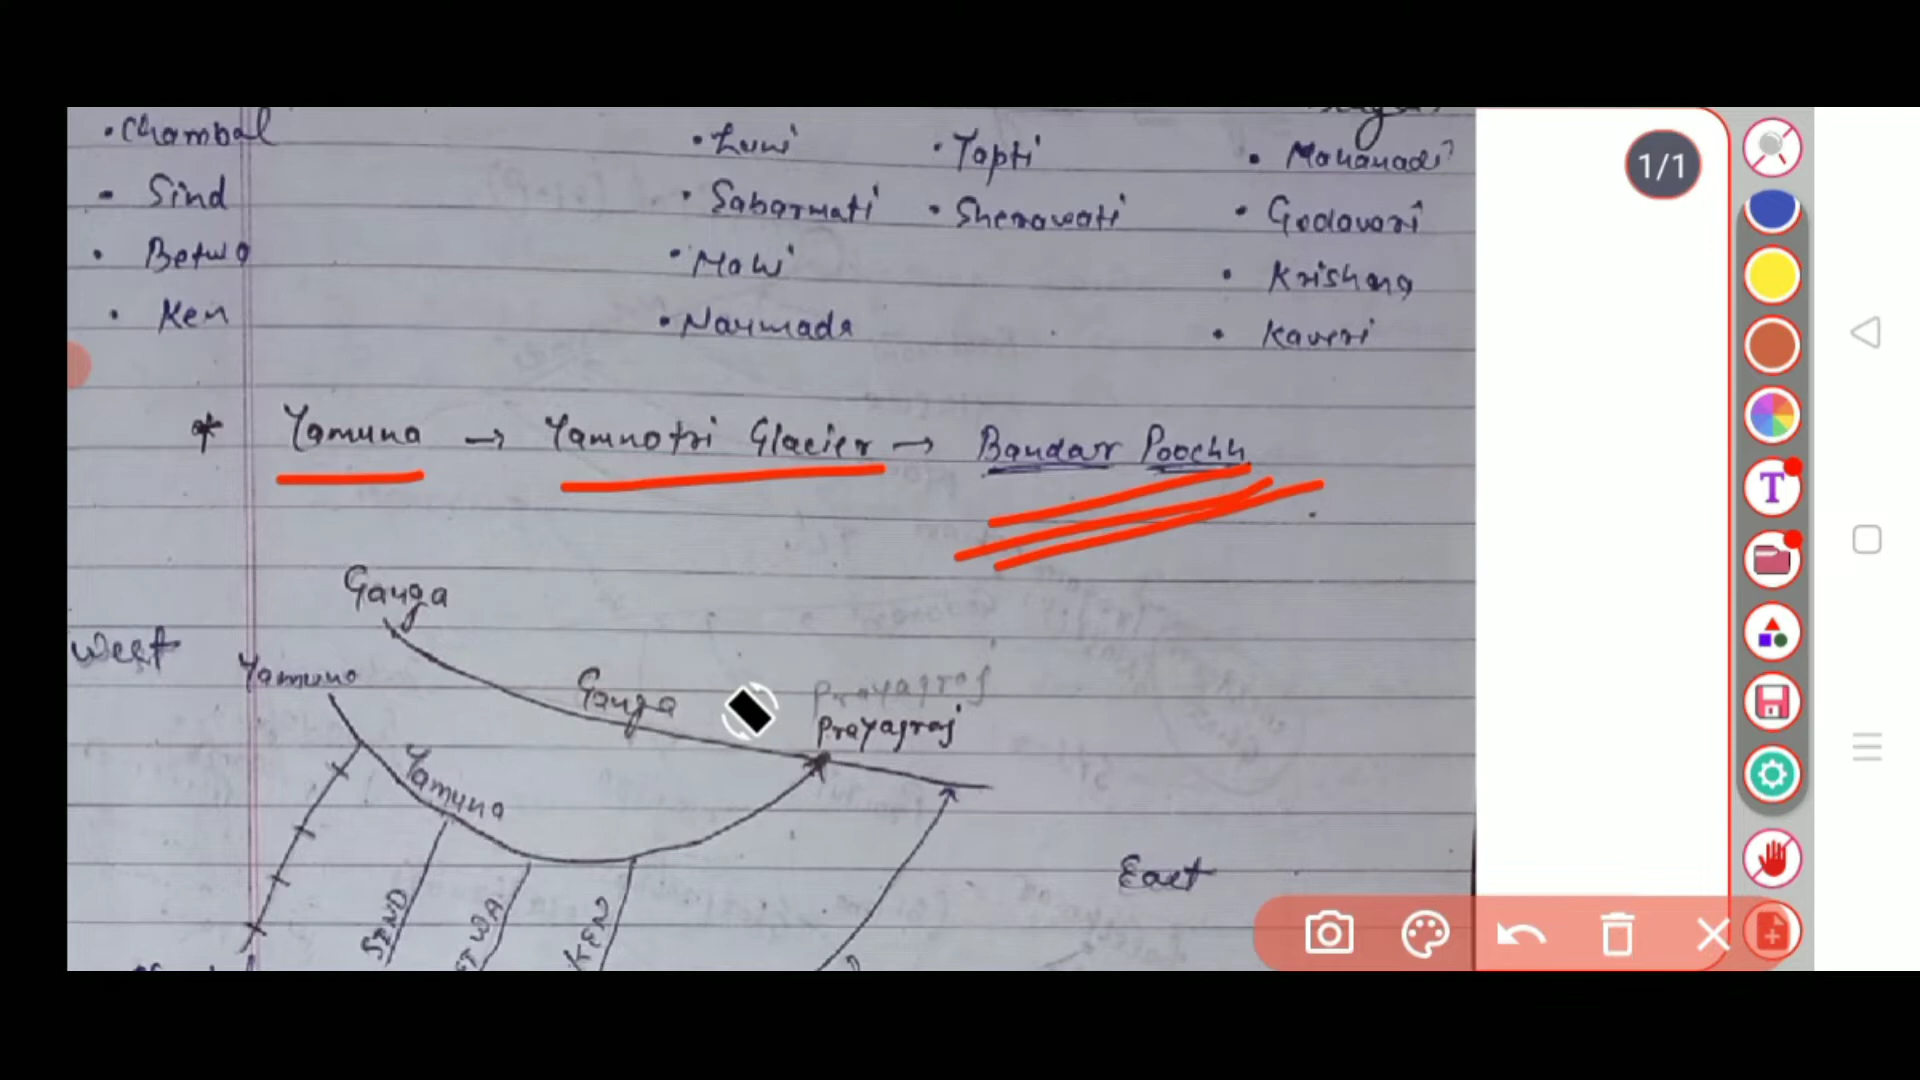 • Chambal • Luni • Tapti • Mahanadi
- Sind • Sabarmati • Sherawati • Godavari
• Betwa • Mahi • Krishna
• Ken • Narmada • Kaveri
1/1
* Yamuna → Yamnotri Glacier → Bandar Poochh
Ganga
West
Yamuna
Ganga Prayagraj
Prayagraj
Yamuna
East
SIND KEN
T